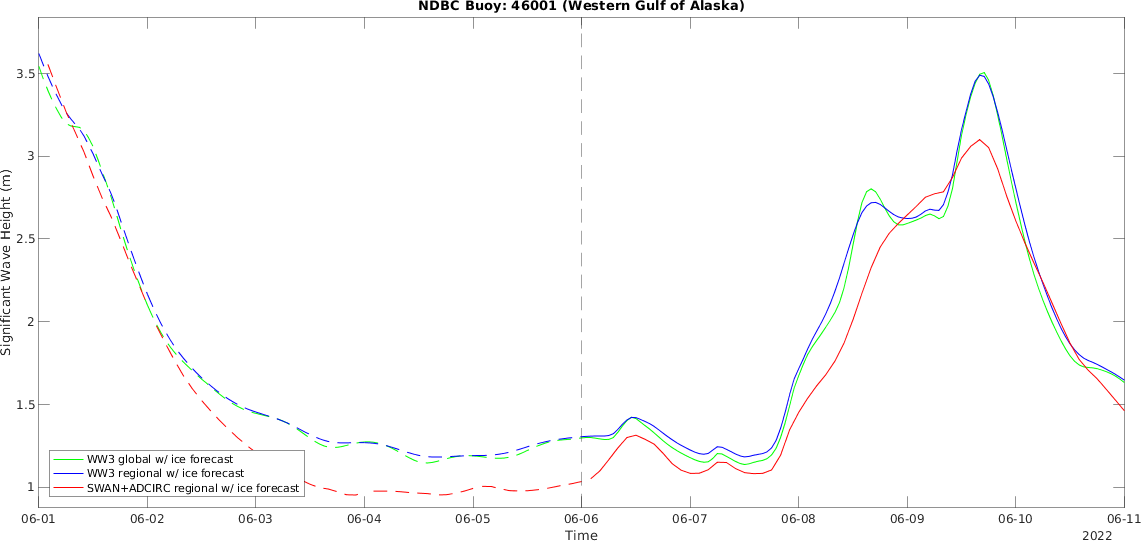 NDBC Buoy: 46001 (Western Gulf of Alaska)
Significant Wave Height (m)
3.5
3
2.5
2
1.5
1
WW3 global w/ ice forecast
WW3 regional w/ ice forecast
SWAN+ADCIRC regional w/ ice forecast
06-01 06-02 06-03 06-04 06-05 06-06 06-07 06-08 06-09 06-10 06-11
Time
2022